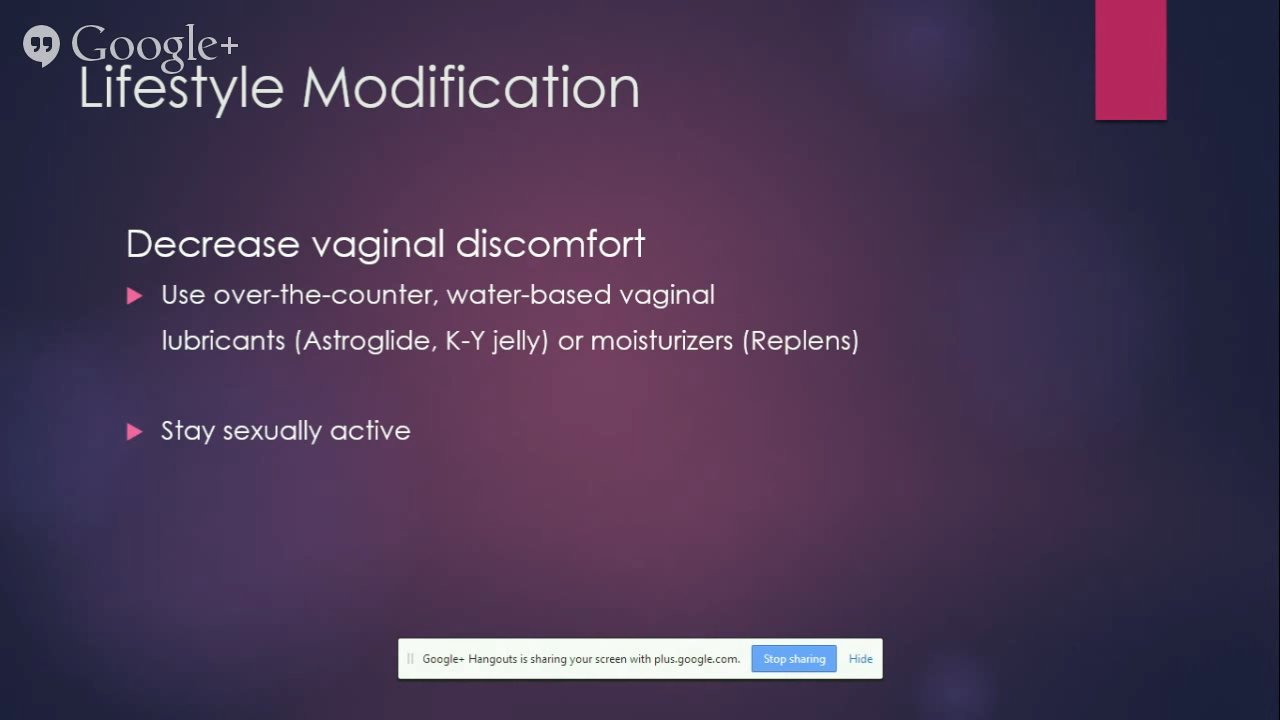 Google+
Lifestyle Modification
Decrease vaginal discomfort
Use over-the-counter, water-based vaginal
lubricants (Astroglide, K-Y jelly) or moisturizers (Replens)
Stay sexually active
Google+ Hangouts is sharing your screen with plus.google.com. Stop sharing Hide